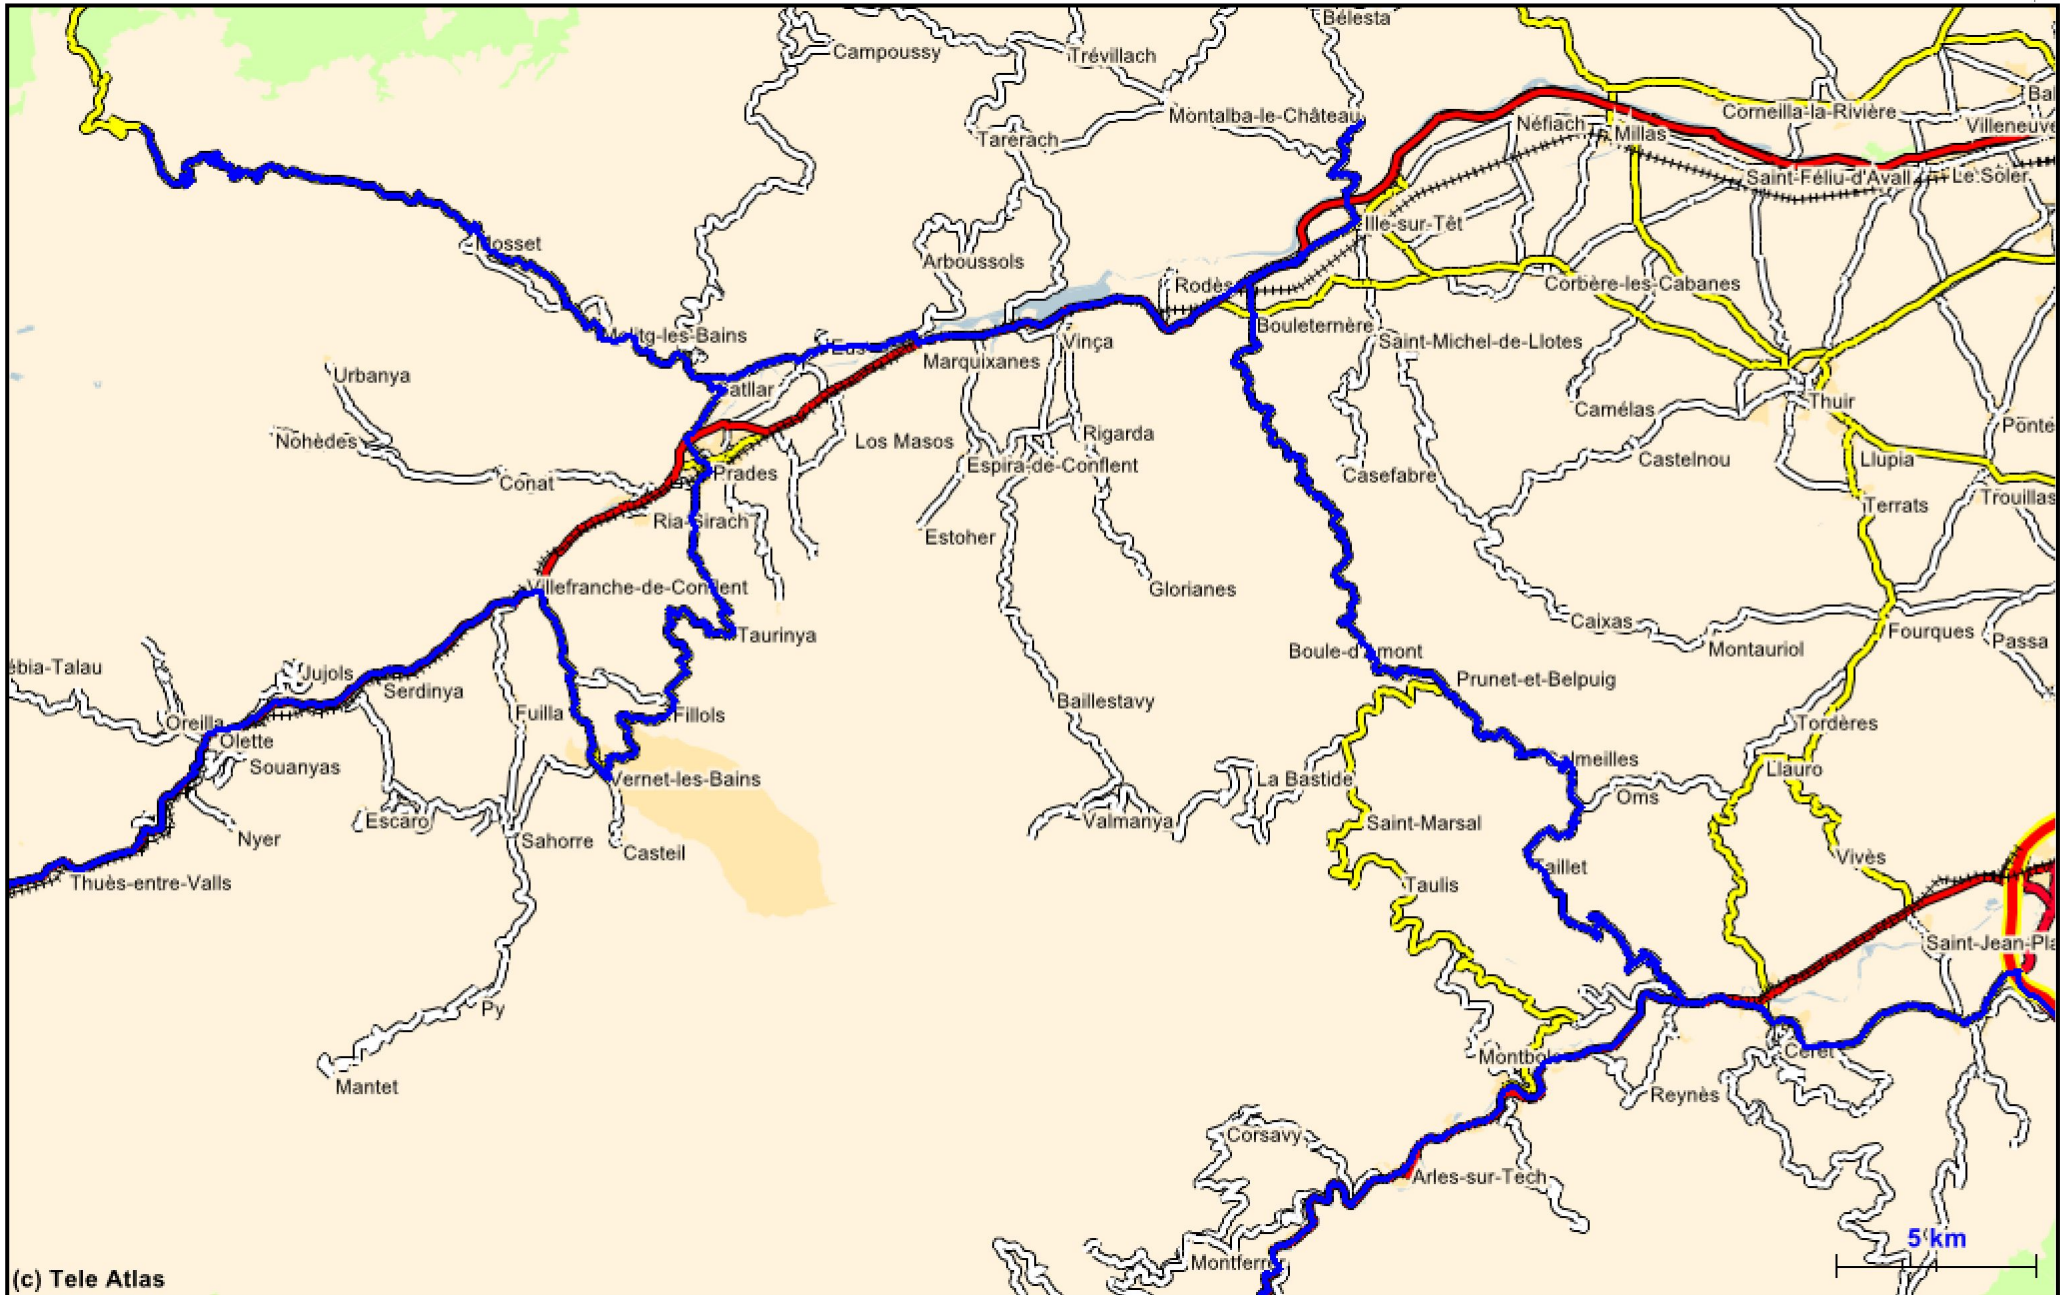 Bélesta
Campoussy
Trévillach
Montalba-le-Château
Tarérach
Néfiach
Millas
Corneilla-la-Rivière
Bal
Villeneuve
Saint-Féliu-d'Avall
Le Soler
Ille-sur-Têt
Mosset
Arboussols
Rodès
Corbère-les-Cabanes
Bouleternère
Molitg-les-Bains
Eus
Vinça
Saint-Michel-de-Llotes
Marquixanes
Urbanya
Catllar
Camélas
Thuir
Nohèdes
Los Masos
Rigarda
Ponte
Conat
Prades
Espira-de-Conflent
Casefabre
Castelnou
Llupia
Ria-Sirach
Estoher
Terrats
Trouillas
Villefranche-de-Conflent
Glorianes
Taurinya
Caixas
Fourques
Passa
ébia-Talau
Jujols
Serdinya
Boule-d'Amont
Montauriol
Prunet-et-Belpuig
Oreilla
Olette
Fuilla
Fillols
Baillestavy
Tordères
Souanyas
Vernet-les-Bains
La Bastide
Calmeilles
Oms
Llauro
Nyer
Escaro
Sahorre
Casteil
Valmanya
Saint-Marsal
Vivès
Thuès-entre-Valls
Taulis
Taillet
Saint-Jean-Pla
Py
Mantet
Montbolo
Céret
Reynès
Corsavy
Arles-sur-Tech
Montferrer
5 km
(c) Tele Atlas